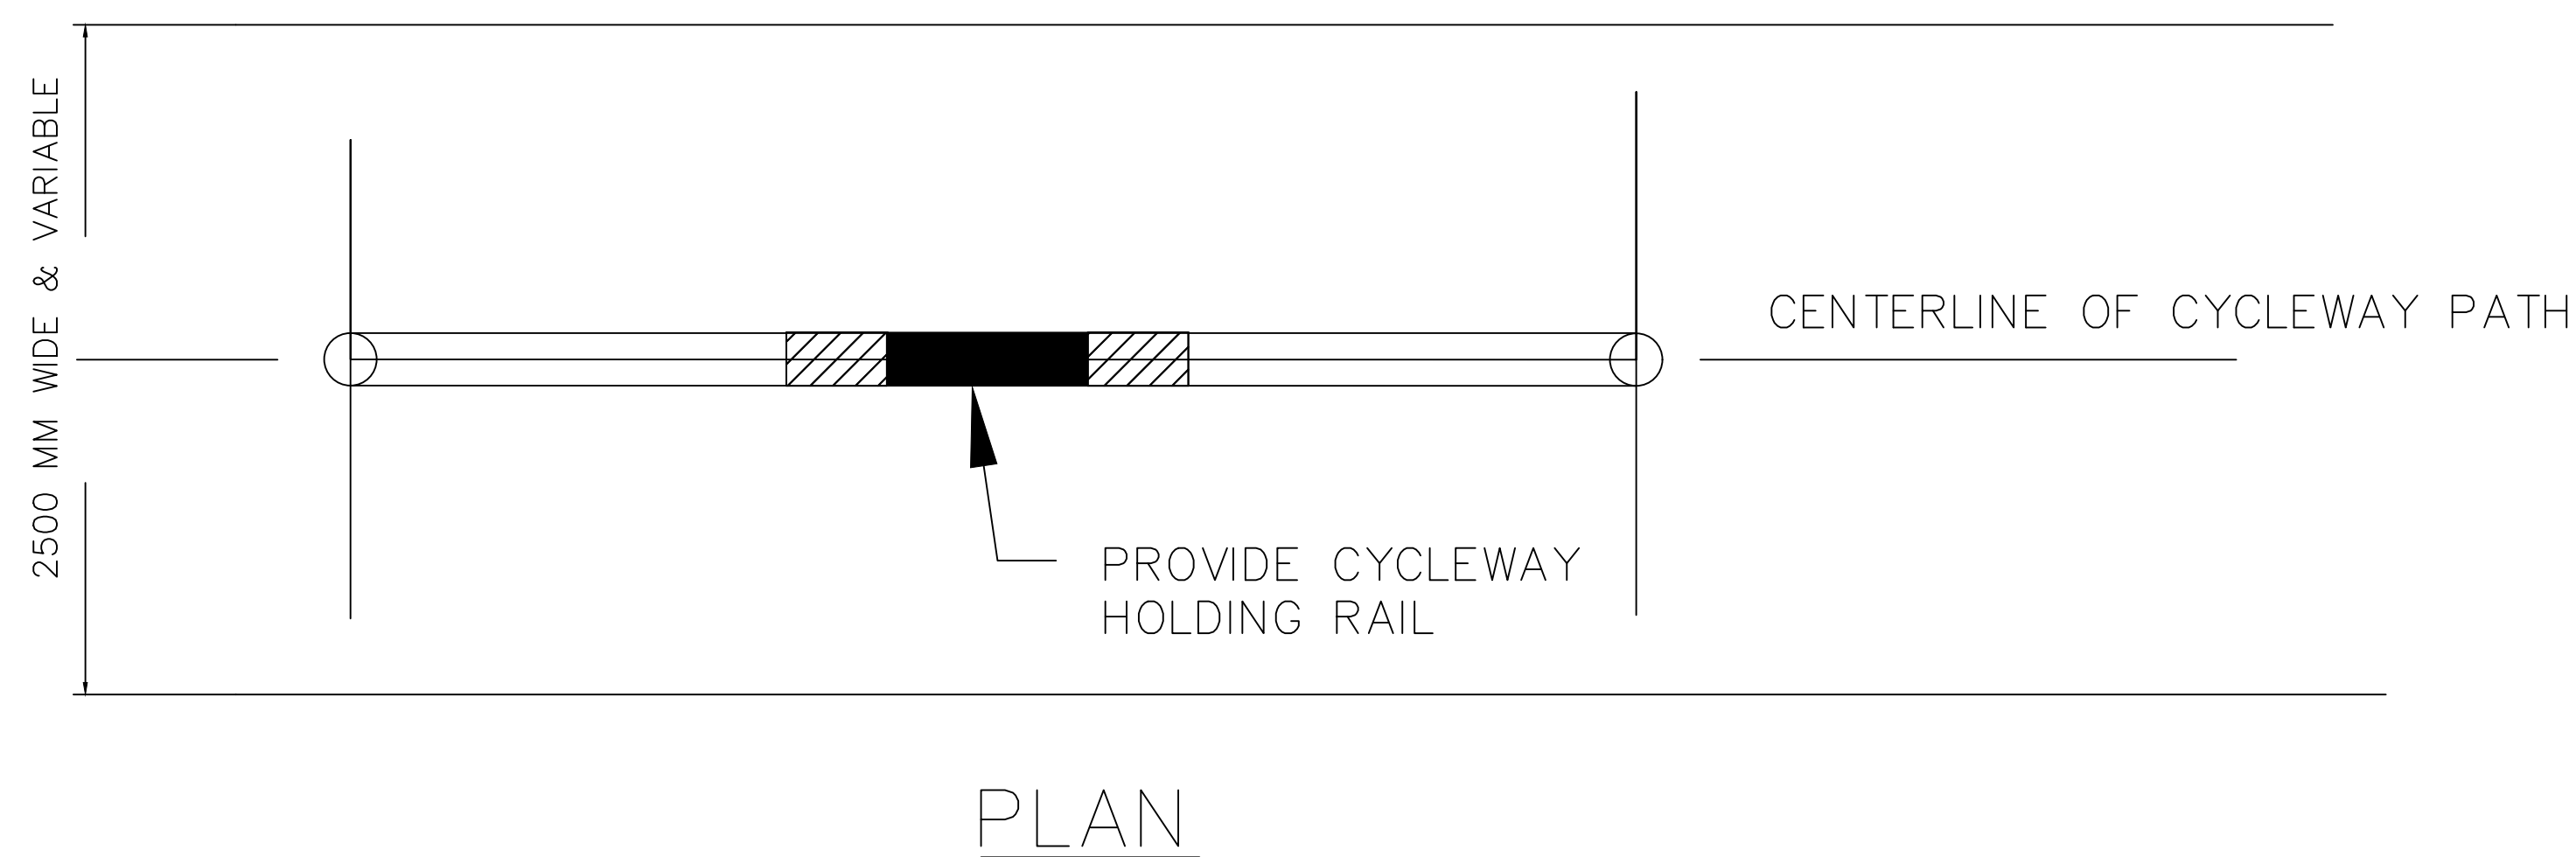 2500 MM WIDE & VARIABLE
CENTERLINE OF CYCLEWAY PATH
PROVIDE CYCLEWAY
HOLDING RAIL
PLAN